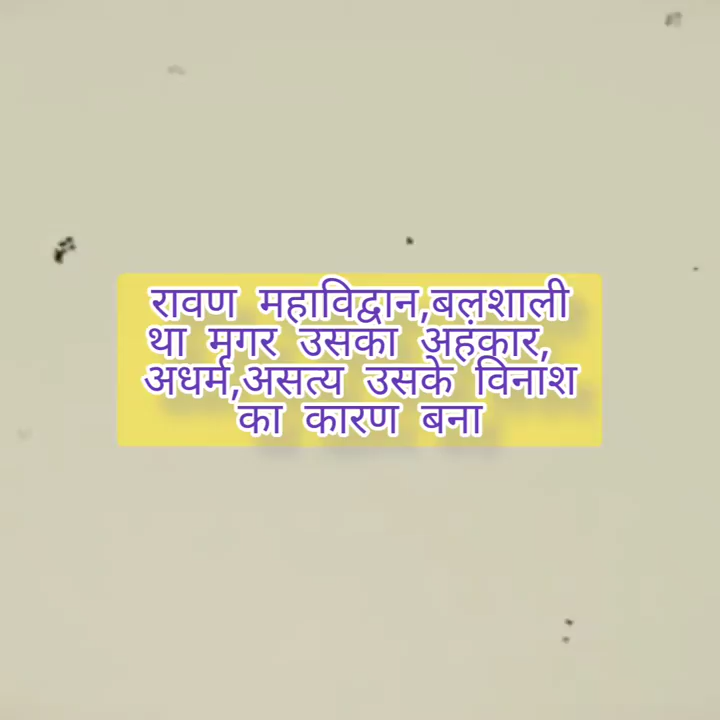 रावण महाविद्वान,बलशाली
था मगर उसका अहंकार,
अधर्म,असत्य उसके विनाश
का कारण बना